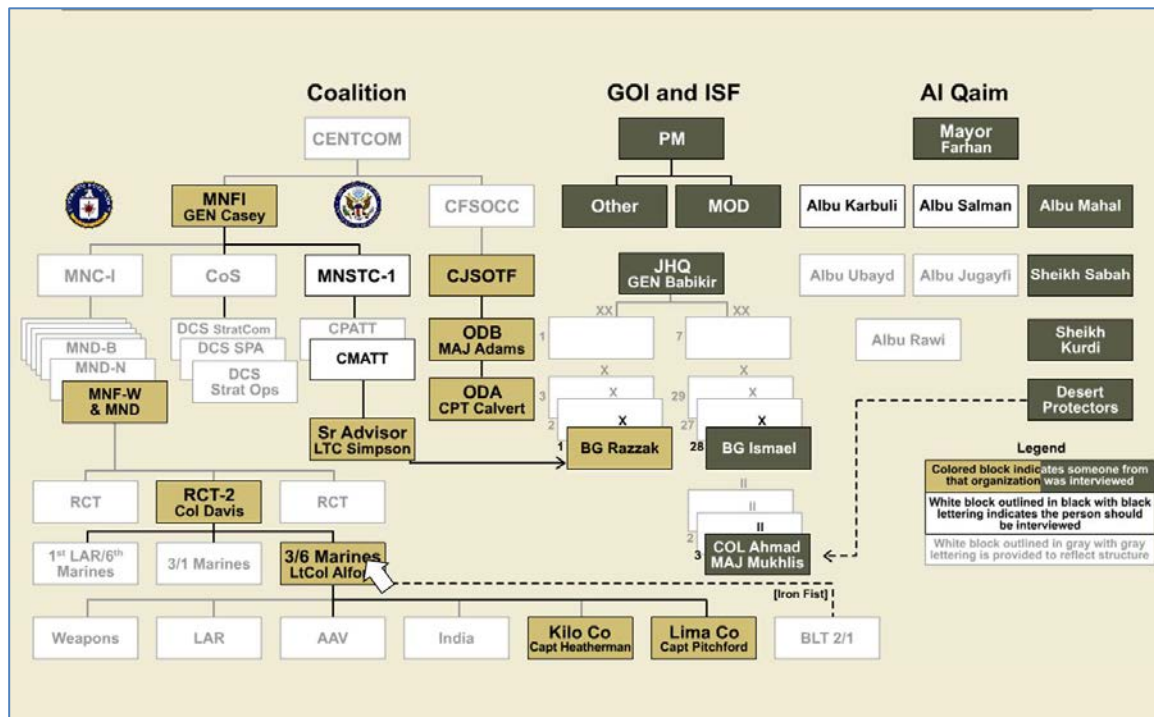 Coalition
GOI and ISF
Al Qaim
CENTCOM
PM
Mayor
Farhan
MNFI
GEN Casey
CFSOCC
Other
MOD
Albu Karbuli
Albu Salman
Albu Mahal
MNC-I
CoS
MNSTC-1
CJSOTF
JHQ
GEN Babikir
Albu Ubayd
Albu Jugayfi
Sheikh Sabah
MND-B
MND-N
MNF-W
& MND
DCS StratCom
DCS SPA
DCS
Strat Ops
CPATT
CMATT
ODB
MAJ Adams
ODA
CPT Calvert
XX
1
XX
7
Albu Rawi
Sheikh
Kurdi
Desert
Protectors
X
3
X
2
X
1
BG Razzak
X
29
X
27
X
28
BG Ismael
Sr Advisor
LTC Simpson
Legend
Colored block indicates someone from
that organization was interviewed
White block outlined in black with black
lettering indicates the person should
be interviewed
White block outlined in gray with gray
lettering is provided to reflect structure
RCT
RCT-2
Col Davis
RCT
II
II
2
II
3
COL Ahmad
MAJ Mukhlis
1st LAR/6th
Marines
3/1 Marines
3/6 Marines
LtCol Alfor
[Iron Fist]
Weapons
LAR
AAV
India
Kilo Co
Capt Heatherman
Lima Co
Capt Pitchford
BLT 2/1